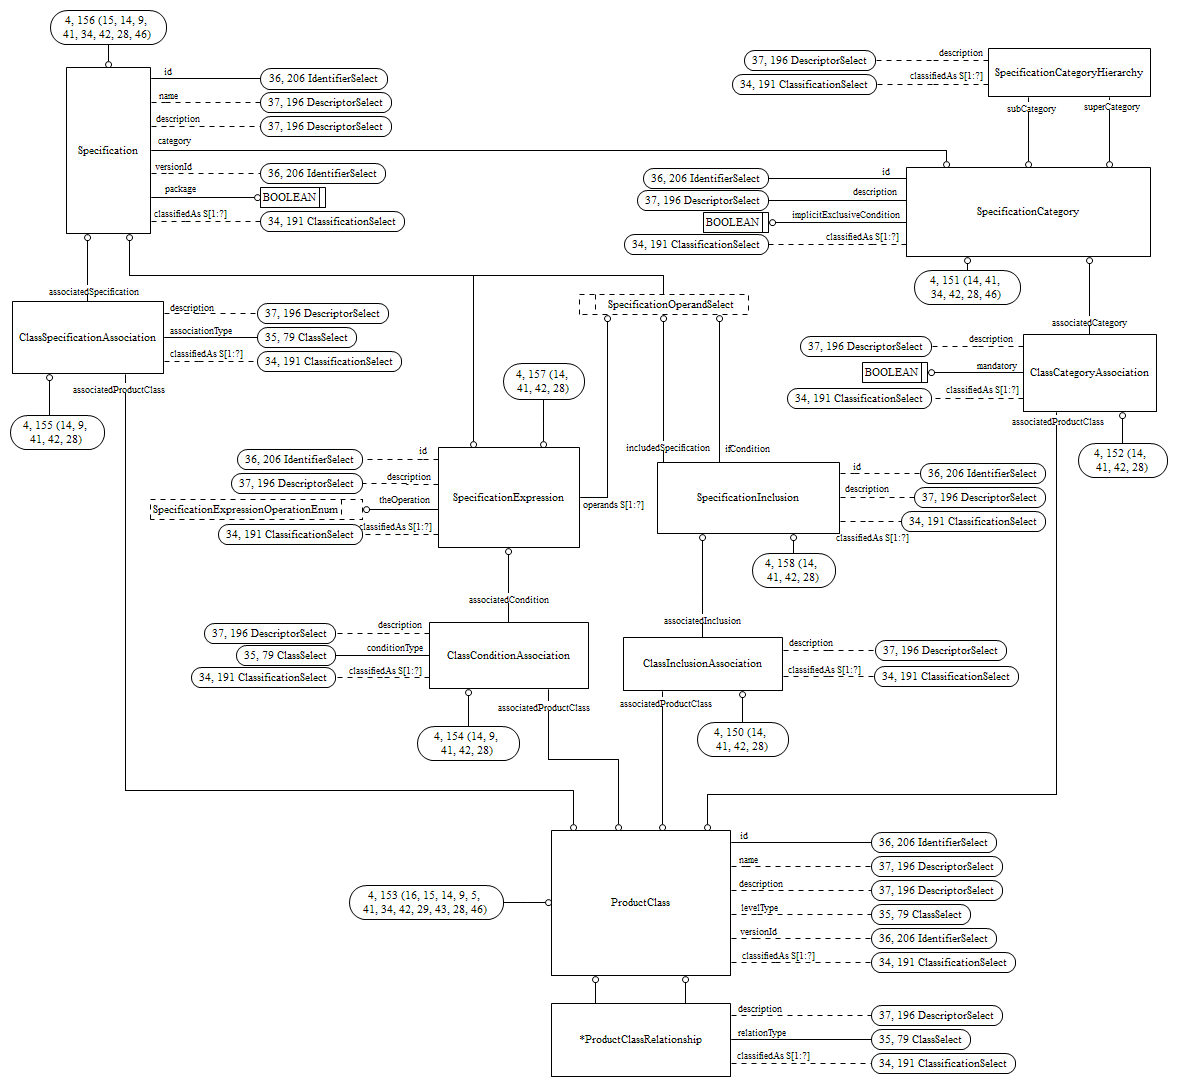 4, 156 (15, 14, 9,
41, 34, 42, 28, 46)
Specification
id
36, 206 IdentifierSelect
name
37, 196 DescriptorSelect
description
37, 196 DescriptorSelect
category
versionId
36, 206 IdentifierSelect
package
BOOLEAN
classifiedAs S[1:?]
34, 191 ClassificationSelect
description
37, 196 DescriptorSelect
classifiedAs S[1:?]
34, 191 ClassificationSelect
SpecificationCategoryHierarchy
subCategory
superCategory
id
36, 206 IdentifierSelect
description
37, 196 DescriptorSelect
implicitExclusiveCondition
BOOLEAN
classifiedAs S[1:?]
34, 191 ClassificationSelect
SpecificationCategory
4, 151 (14, 41,
34, 42, 28, 46)
associatedSpecification
ClassSpecificationAssociation
description
37, 196 DescriptorSelect
associationType
35, 79 ClassSelect
classifiedAs S[1:?]
34, 191 ClassificationSelect
associatedProductClass
4, 155 (14, 9,
41, 42, 28)
SpecificationOperandSelect
associatedCategory
description
37, 196 DescriptorSelect
mandatory
BOOLEAN
classifiedAs S[1:?]
34, 191 ClassificationSelect
ClassCategoryAssociation
associatedProductClass
4, 152 (14,
41, 42, 28)
4, 157 (14,
41, 42, 28)
id
36, 206 IdentifierSelect
description
37, 196 DescriptorSelect
theOperation
SpecificationExpressionOperationEnum
classifiedAs S[1:?]
34, 191 ClassificationSelect
SpecificationExpression
operands S[1:?]
includedSpecification
ifCondition
SpecificationInclusion
id
36, 206 IdentifierSelect
description
37, 196 DescriptorSelect
34, 191 ClassificationSelect
classifiedAs S[1:?]
4, 158 (14,
41, 42, 28)
associatedCondition
description
37, 196 DescriptorSelect
conditionType
35, 79 ClassSelect
classifiedAs S[1:?]
34, 191 ClassificationSelect
ClassConditionAssociation
associatedProductClass
4, 154 (14, 9,
41, 42, 28)
associatedInclusion
ClassInclusionAssociation
description
37, 196 DescriptorSelect
classifiedAs S[1:?]
34, 191 ClassificationSelect
associatedProductClass
4, 150 (14,
41, 42, 28)
4, 153 (16, 15, 14, 9, 5,
41, 34, 42, 29, 43, 28, 46)
ProductClass
id
36, 206 IdentifierSelect
name
37, 196 DescriptorSelect
description
37, 196 DescriptorSelect
levelType
35, 79 ClassSelect
versionId
36, 206 IdentifierSelect
classifiedAs S[1:?]
34, 191 ClassificationSelect
*ProductClassRelationship
description
37, 196 DescriptorSelect
relationType
35, 79 ClassSelect
classifiedAs S[1:?]
34, 191 ClassificationSelect